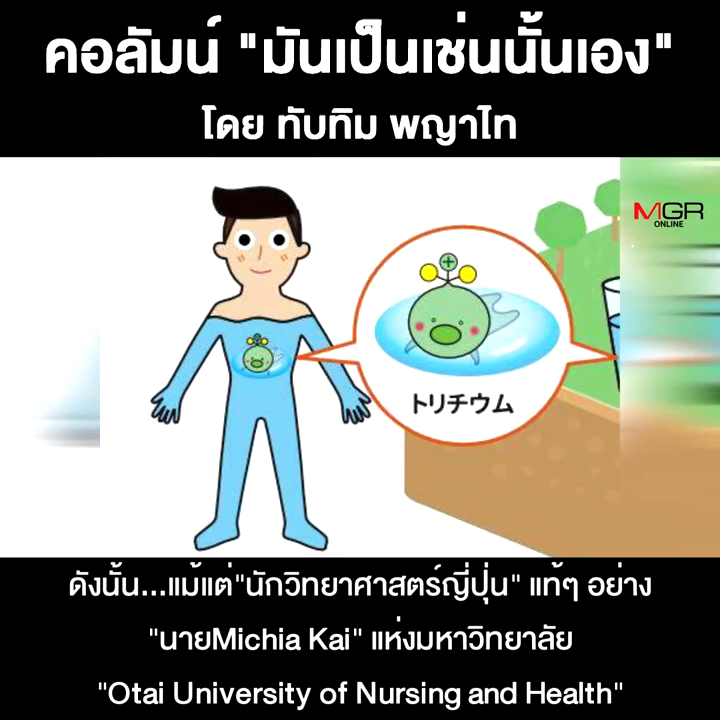 คอลัมน์ "มันเป็นเช่นนั้นเอง"
โดย ทับทิม พญาไท
MGR
ONLINE
トリチウム
ดังนั้น...แม้แต่"นักวิทยาศาสตร์ญี่ปุ่น" แท้ๆ อย่าง
"นายMichia Kai" แห่งมหาวิทยาลัย
"Otai University of Nursing and Health"